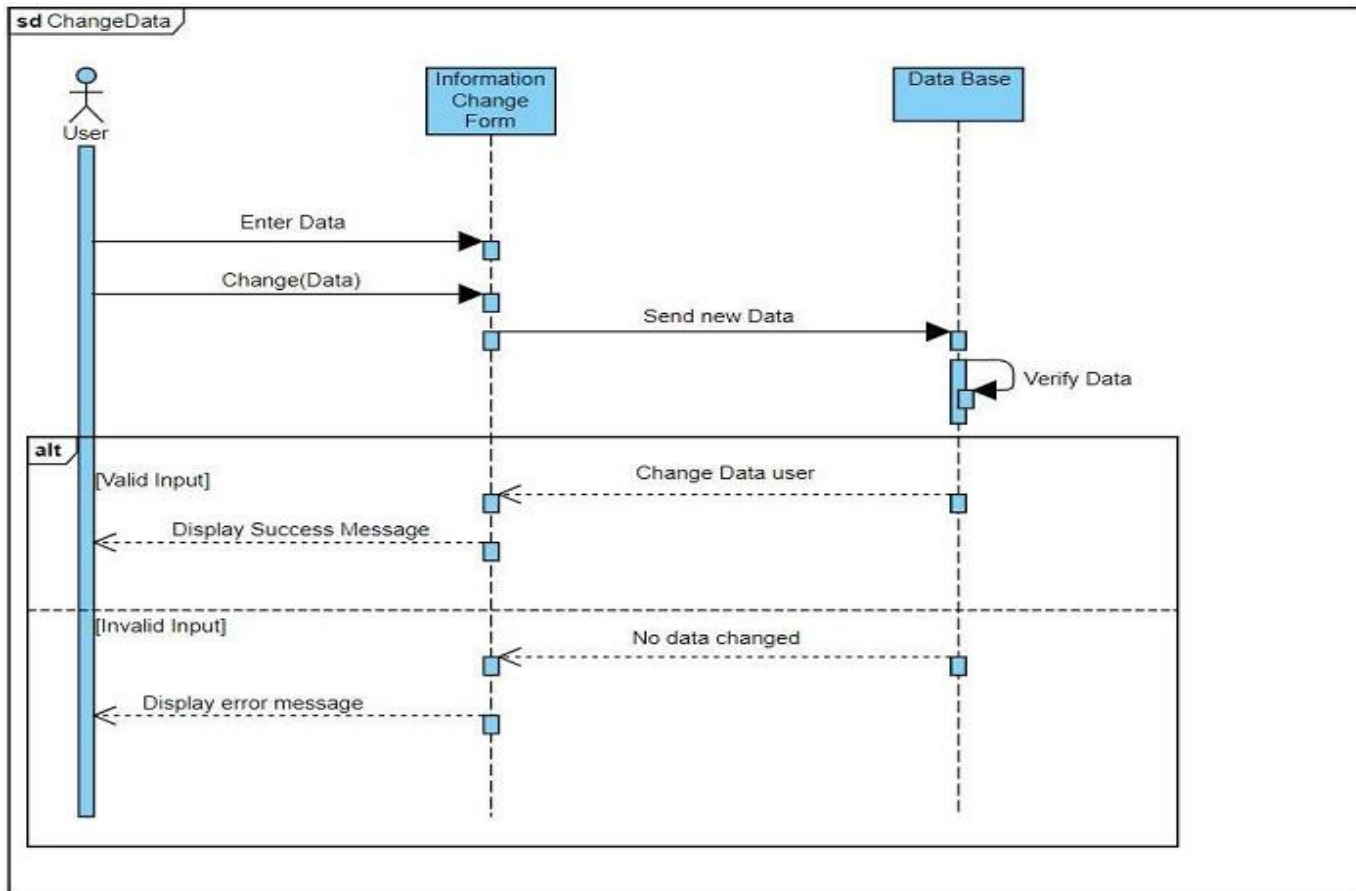 sd ChangeData
User
Information
Change
Form
Data Base
Enter Data
Change(Data)
Send new Data
Verify Data
alt
[Valid Input]
Change Data user
Display Success Message
[Invalid Input]
No data changed
Display error message